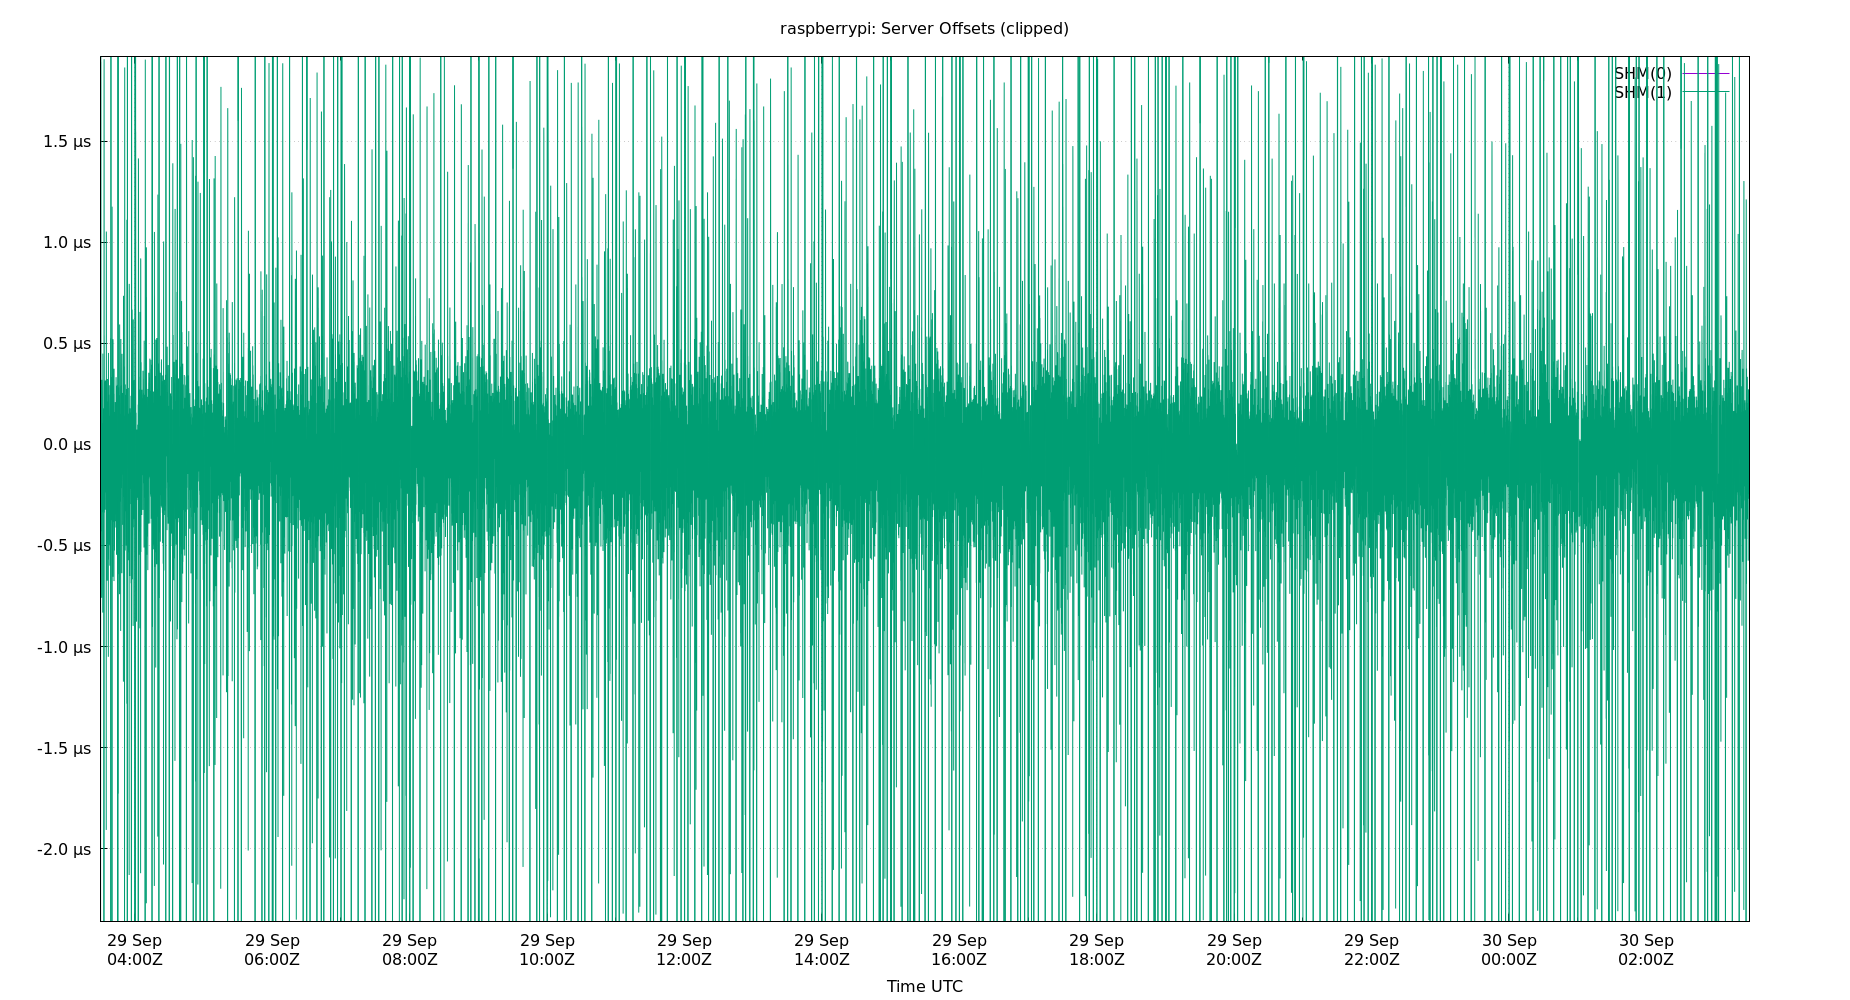 raspberrypi: Server Offsets (clipped)
SHM(0)
SHM(1)
1.5 µs
1.0 µs
0.5 µs
0.0 µs
-0.5 µs
-1.0 µs
-1.5 µs
-2.0 µs
29 Sep 29 Sep 29 Sep 29 Sep 29 Sep 29 Sep 29 Sep 29 Sep 29 Sep 29 Sep 30 Sep 30 Sep
04:00Z 06:00Z 08:00Z 10:00Z 12:00Z 14:00Z 16:00Z 18:00Z 20:00Z 22:00Z 00:00Z 02:00Z
Time UTC